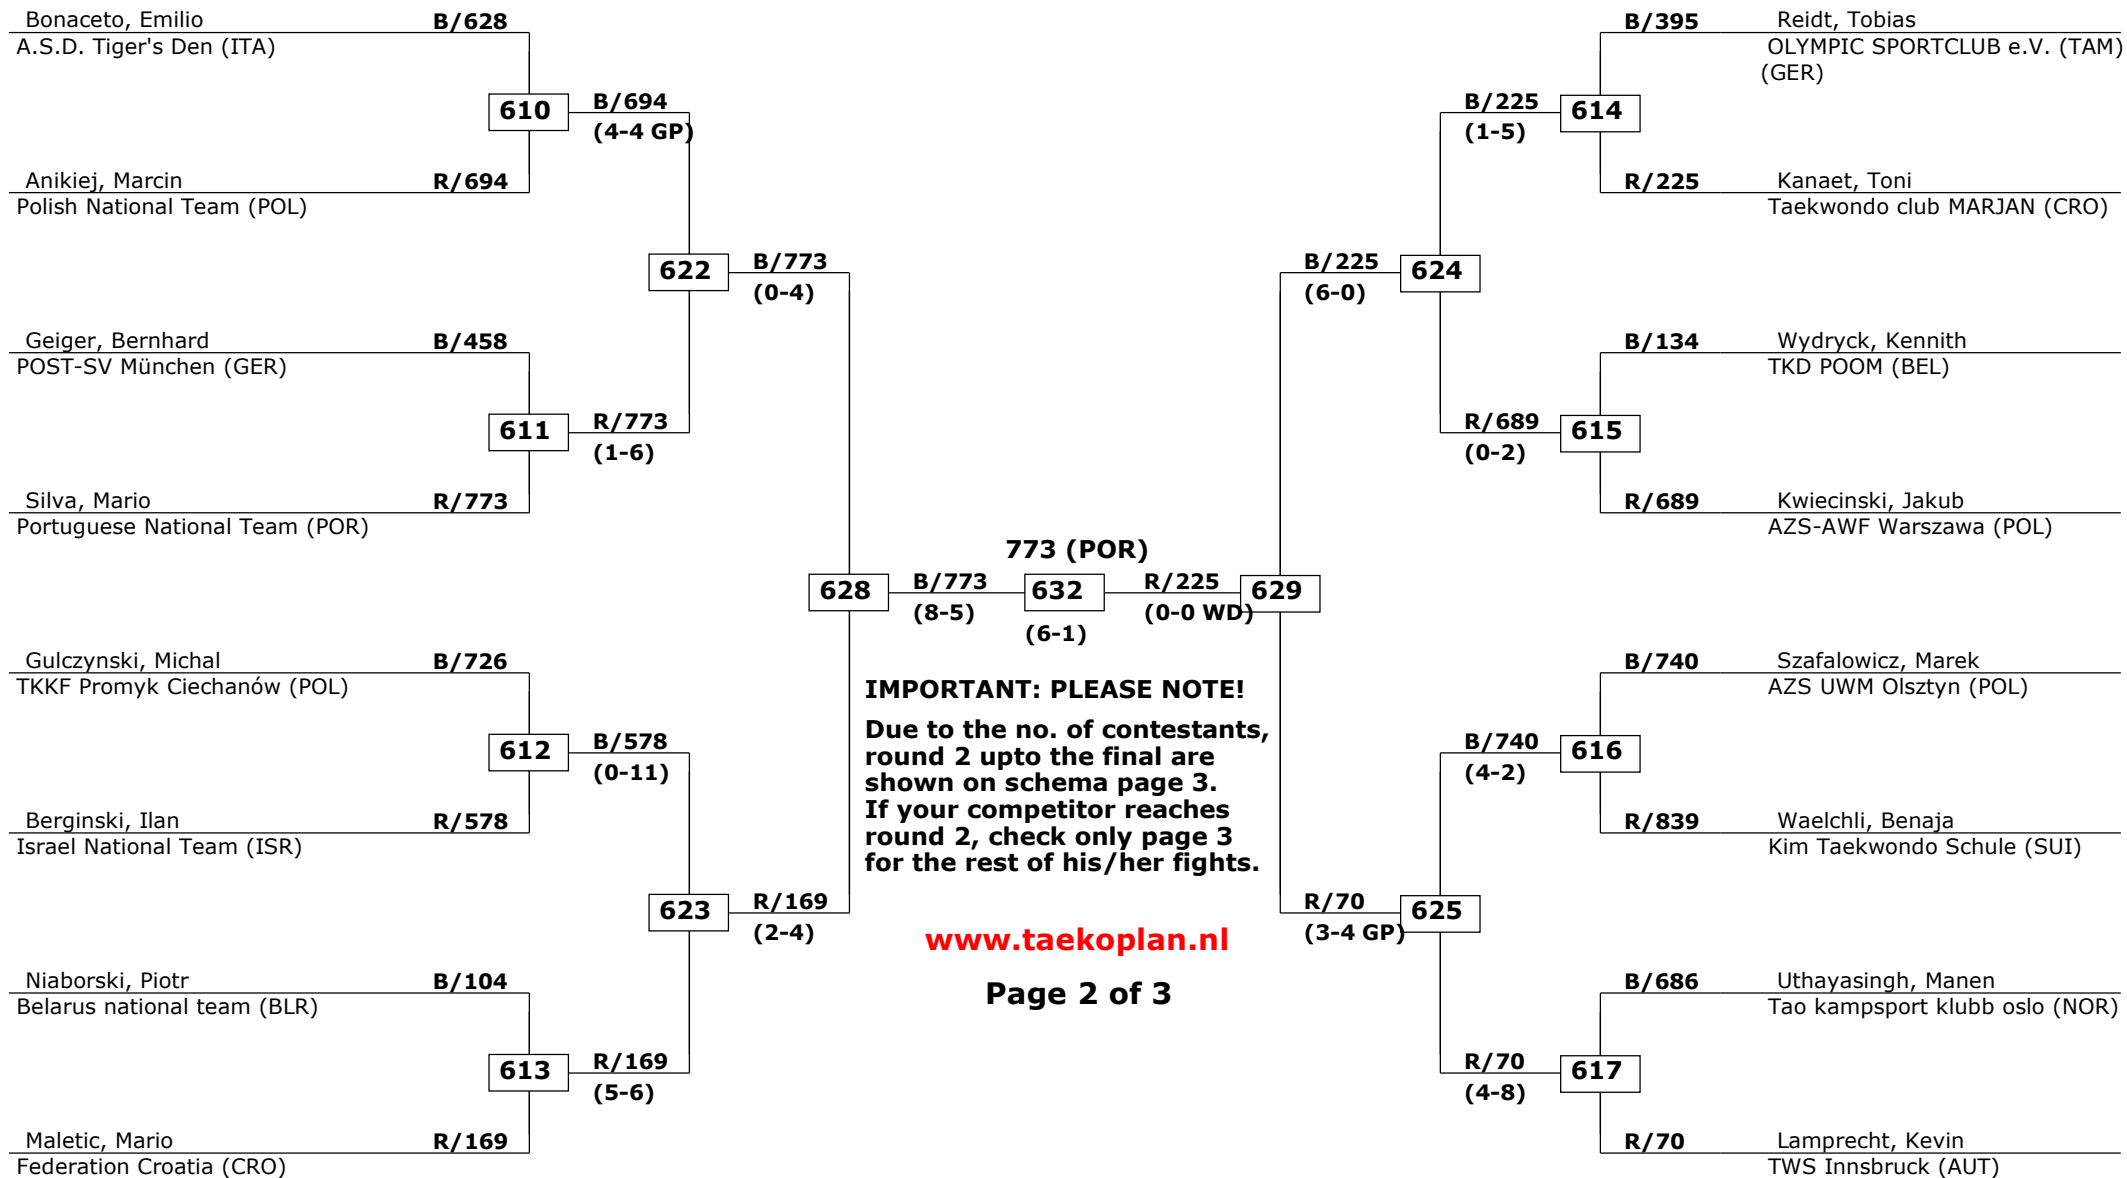 Bonaceto, Emilio
B/628
A.S.D. Tiger's Den (ITA)
610
B/694
(4-4 GP)
Anikiej, Marcin
R/694
Polish National Team (POL)
622
B/773
(0-4)
Geiger, Bernhard
B/458
POST-SV München (GER)
611
R/773
(1-6)
Silva, Mario
R/773
Portuguese National Team (POR)
628
B/773
(8-5)
Gulczynski, Michal
B/726
TKKF Promyk Ciechanów (POL)
612
B/578
(0-11)
Berginski, Ilan
R/578
Israel National Team (ISR)
623
R/169
(2-4)
Niaborski, Piotr
B/104
Belarus national team (BLR)
613
R/169
(5-6)
Maletic, Mario
R/169
Federation Croatia (CRO)
773 (POR)
632
(6-1)
IMPORTANT: PLEASE NOTE!
Due to the no. of contestants,
round 2 upto the final are
shown on schema page 3.
If your competitor reaches
round 2, check only page 3
for the rest of his/her fights.
www.taekoplan.nl
Page 2 of 3
B/395
Reidt, Tobias
OLYMPIC SPORTCLUB e.V. (TAM)
(GER)
B/225
614
(1-5)
R/225
Kanaet, Toni
Taekwondo club MARJAN (CRO)
B/225
624
(6-0)
B/134
Wydryck, Kennith
TKD POOM (BEL)
R/689
615
(0-2)
R/689
Kwiecinski, Jakub
AZS-AWF Warszawa (POL)
R/225
629
(0-0 WD)
B/740
Szafalowicz, Marek
AZS UWM Olsztyn (POL)
B/740
616
(4-2)
R/839
Waelchli, Benaja
Kim Taekwondo Schule (SUI)
R/70
625
(3-4 GP)
B/686
Uthayasingh, Manen
Tao kampsport klubb oslo (NOR)
R/70
617
(4-8)
R/70
Lamprecht, Kevin
TWS Innsbruck (AUT)